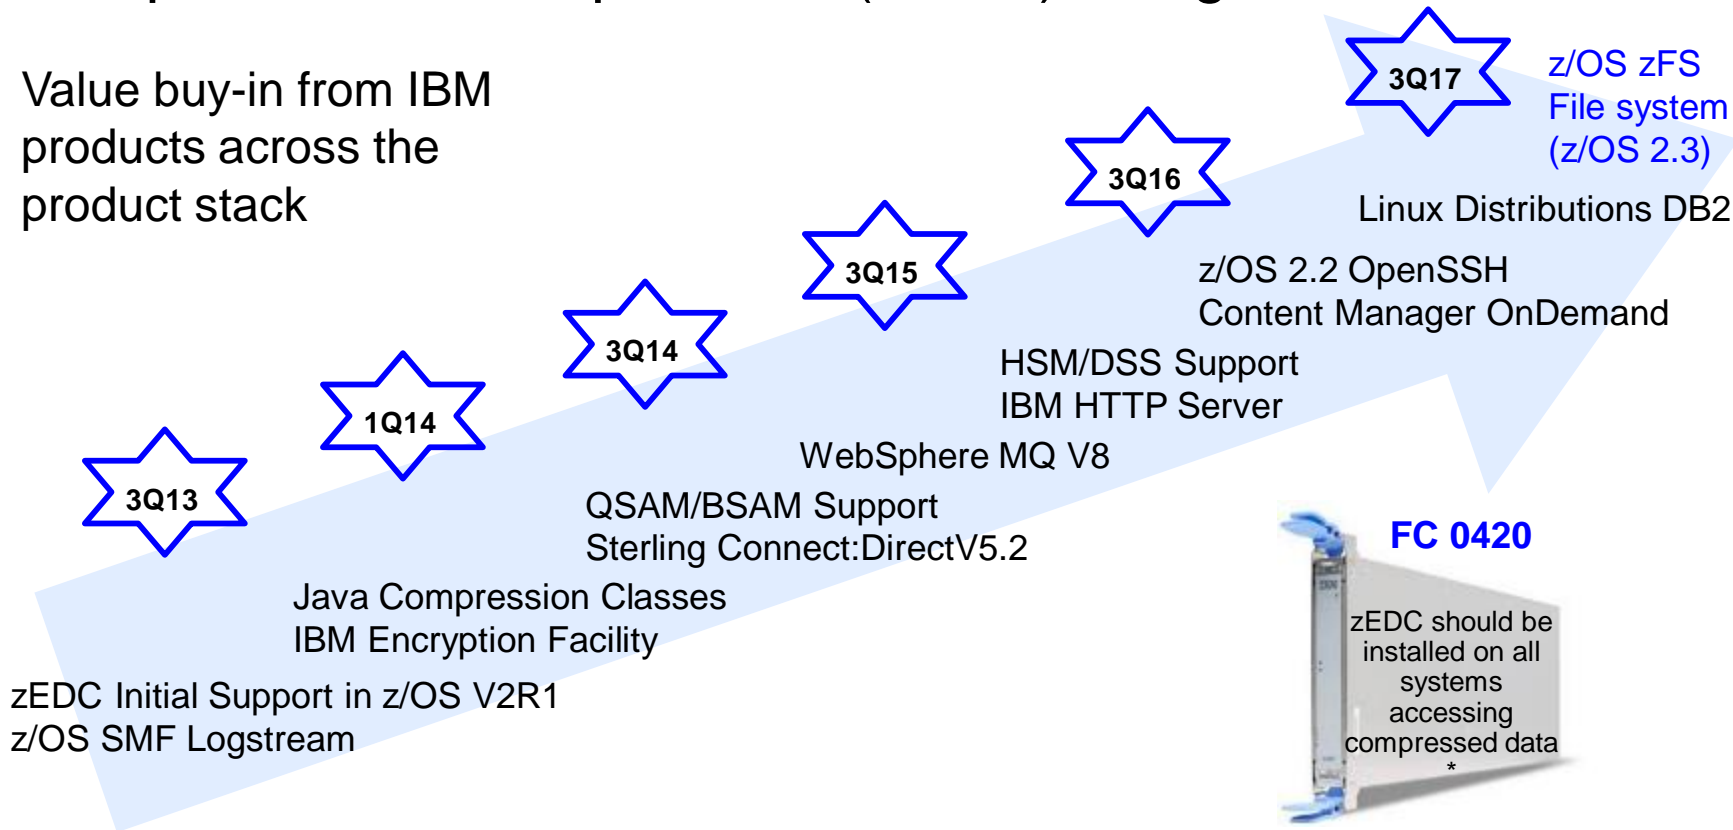 Value buy-in from IBM
products across the
product stack
3Q17
z/OS zFS
File system
(z/OS 2.3)
3Q16
Linux Distributions DB2
3Q15
z/OS 2.2 OpenSSH
Content Manager OnDemand
3Q14
HSM/DSS Support
IBM HTTP Server
1Q14
WebSphere MQ V8
3Q13
QSAM/BSAM Support
Sterling Connect:DirectV5.2
Java Compression Classes
IBM Encryption Facility
zEDC Initial Support in z/OS V2R1
z/OS SMF Logstream
FC 0420
zEDC should be
installed on all
systems
accessing
compressed data
*